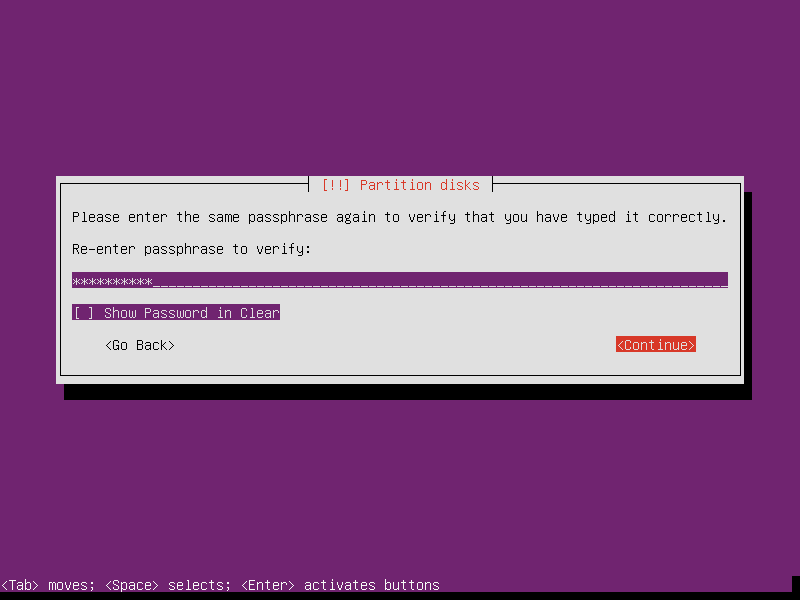 [!!] Partition disks
Please enter the same passphrase again to verify that you have typed it correctly.
Re-enter passphrase to verify:
**********
[ ] Show Password in Clear
<Go Back> <Continue>
<Tab> moves; <Space> selects; <Enter> activates buttons